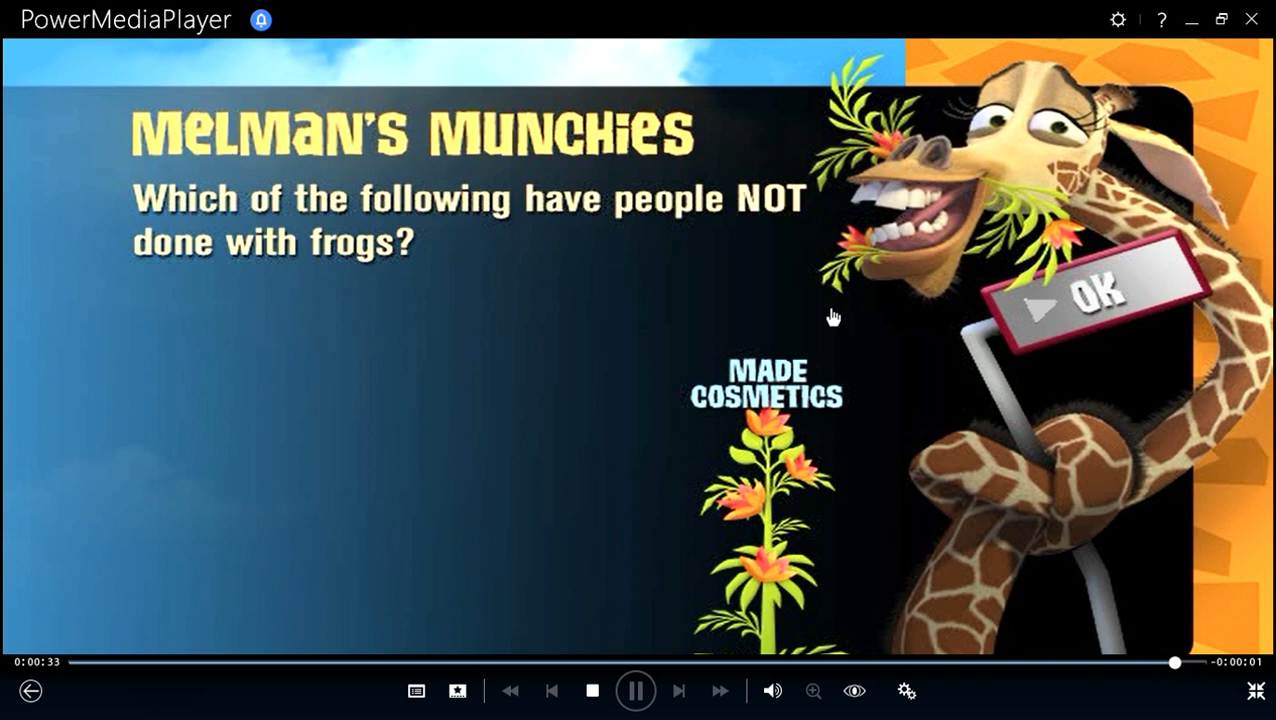 PowerMediaPlayer
?
MELMAN'S MUNCHIES
Which of the following have people NOT
done with frogs?
OK
MADE
COSMETICS
0:00:33
-0:00:01